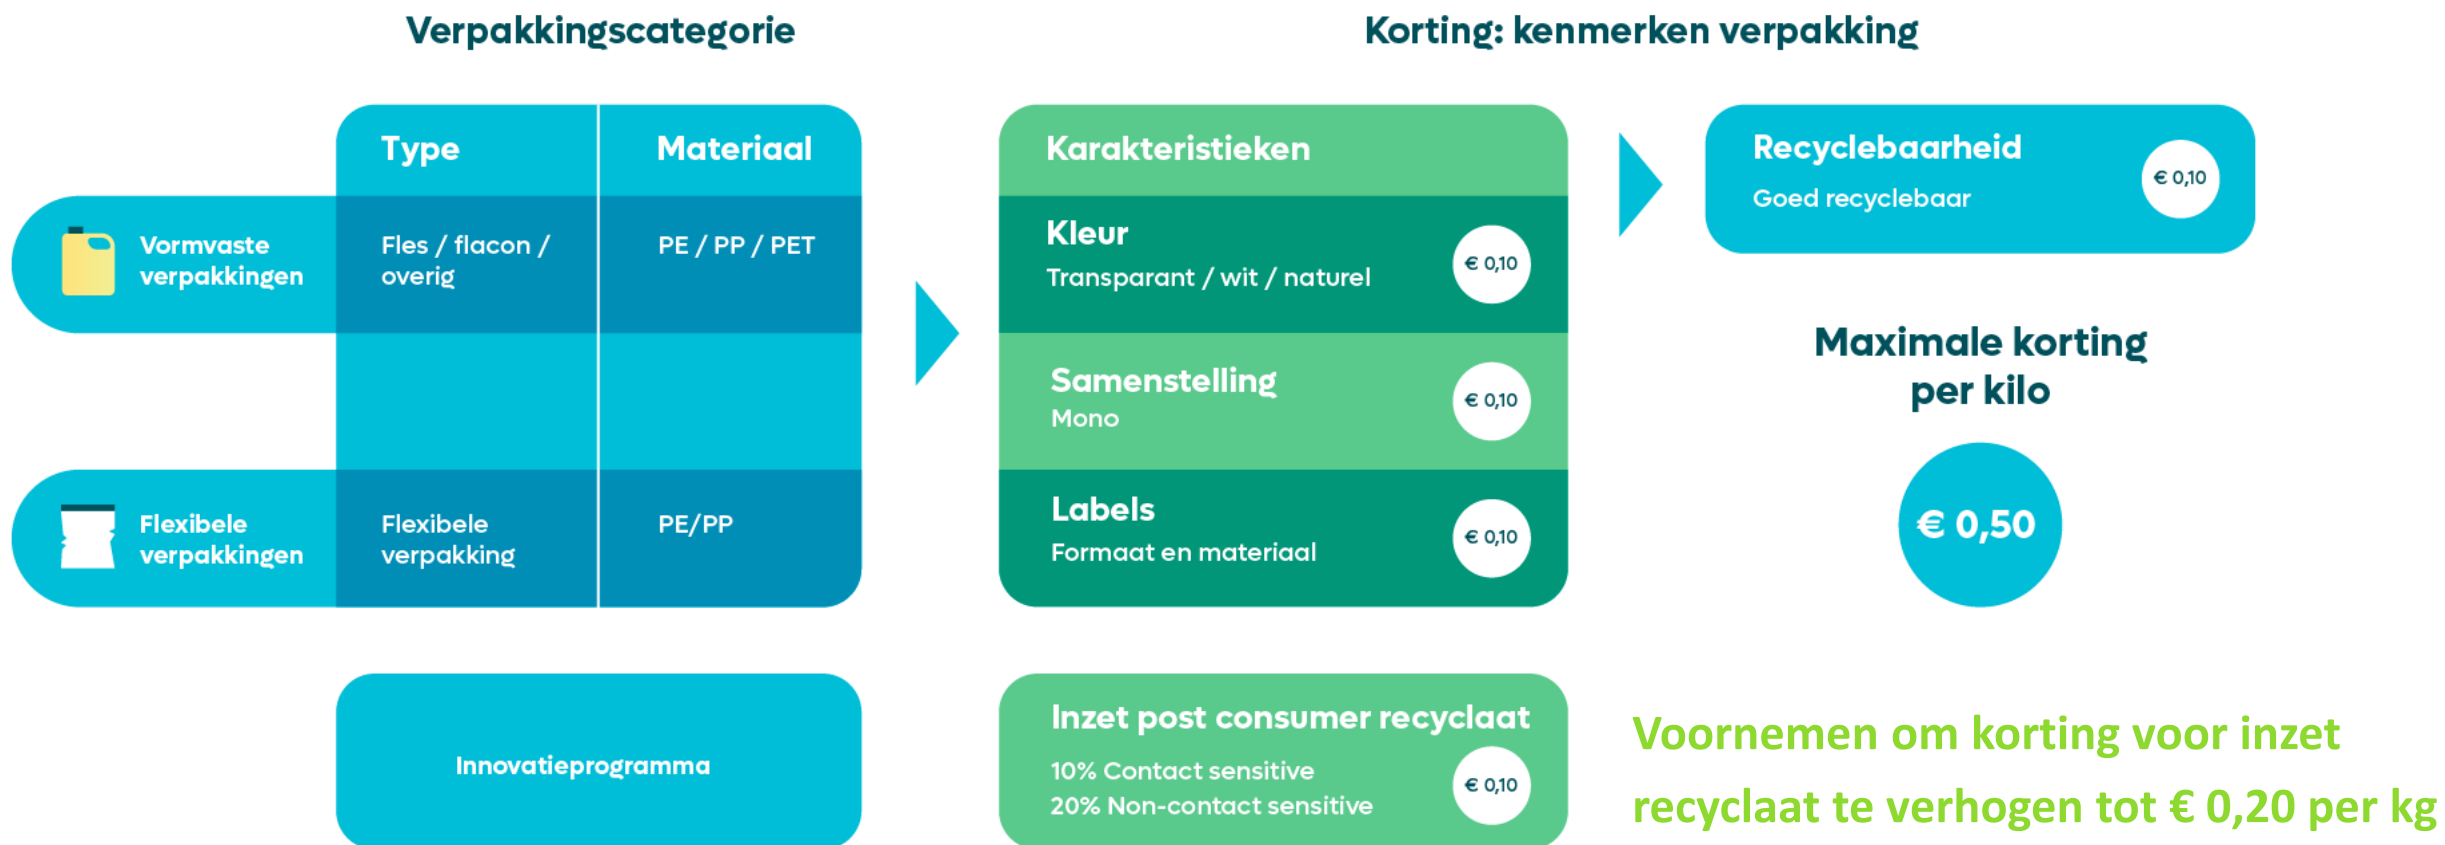 Verpakkingscategorie
Korting: kenmerken verpakking
Type
Materiaal
Vormvaste
verpakkingen
Fles / flacon /
overig
PE / PP / PET
Flexibele
verpakkingen
Flexibele
verpakking
PE/PP
Innovatieprogramma
Karakteristieken
Kleur
Transparant / wit / naturel
€ 0,10
Samenstelling
Mono
€ 0,10
Labels
Formaat en materiaal
€ 0,10
Inzet post consumer recyclaat
10% Contact sensitive
20% Non-contact sensitive
€ 0,10
Recyclebaarheid
Goed recyclebaar
€ 0,10
Maximale korting
per kilo
€ 0,50
Voornemen om korting voor inzet
recyclaat te verhogen tot € 0,20 per kg